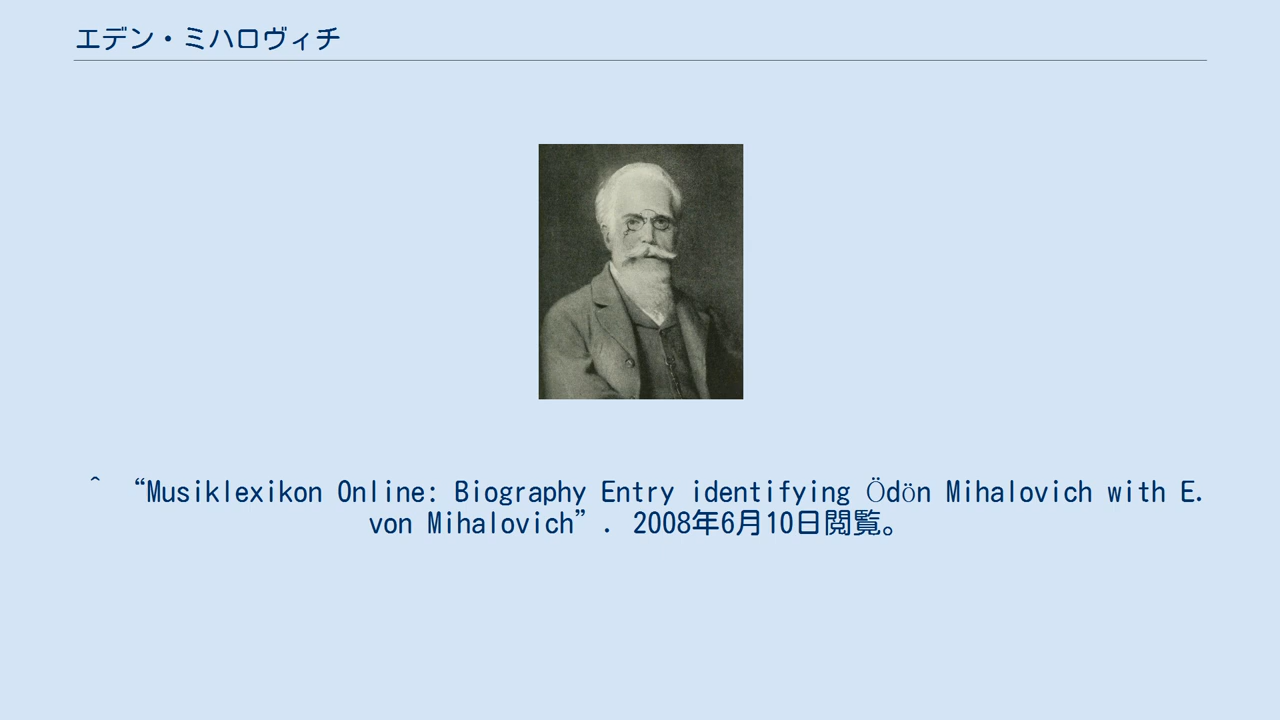 エデン・ミハロヴィチ
^ “Musiklexikon Online: Biography Entry identifying Ödön Mihalovich with E.
von Mihalovich”. 2008年6月10日閲覧。